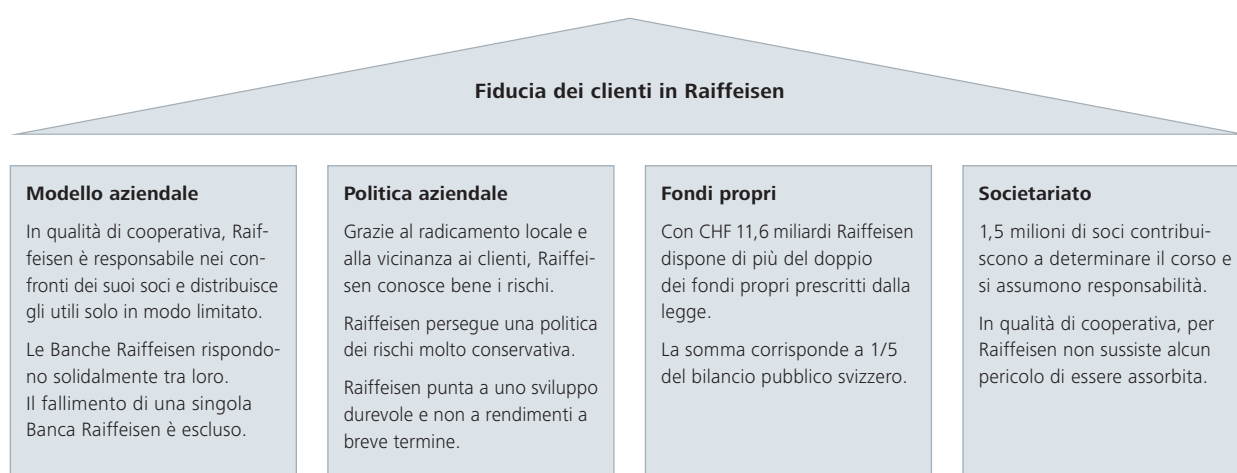 Fiducia dei clienti in Raiffeisen
Modello aziendale
In qualità di cooperativa, Raif-
feisen è responsabile nei con-
fronti dei suoi soci e distribuisce
gli utili solo in modo limitato.
Le Banche Raiffeisen rispondo-
no solidalmente tra loro.
Il fallimento di una singola
Banca Raiffeisen è escluso.
Politica aziendale
Grazie al radicamento locale e
alla vicinanza ai clienti, Raiffei-
sen conosce bene i rischi.
Raiffeisen persegue una politica
dei rischi molto conservativa.
Raiffeisen punta a uno sviluppo
durevole e non a rendimenti a
breve termine.
Fondi propri
Con CHF 11,6 miliardi Raiffeisen
dispone di più del doppio
dei fondi propri prescritti dalla
legge.
La somma corrisponde a 1/5
del bilancio pubblico svizzero.
Societariato
1,5 milioni di soci contribui-
scono a determinare il corso e
si assumono responsabilità.
In qualità di cooperativa, per
Raiffeisen non sussiste alcun
pericolo di essere assorbita.